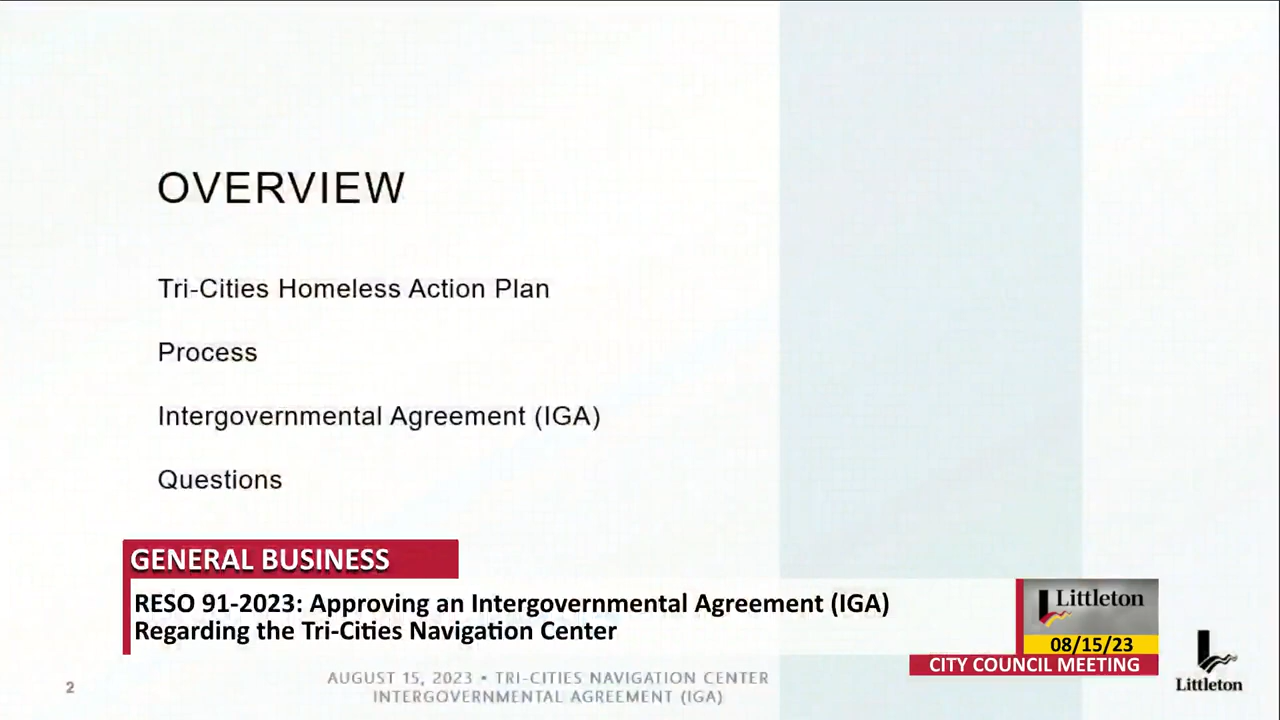 OVERVIEW
Tri-Cities Homeless Action Plan
Process
Intergovernmental Agreement (IGA)
Questions
GENERAL BUSINESS
RESO 91-2023: Approving an Intergovernmental Agreement (IGA)
Regarding the Tri-Cities Navigation Center
Littleton
08/15/23
CITY COUNCIL MEETING
2
AUGUST 15, 2023 • TRI-CITIES NAVIGATION CENTER
INTERGOVERNMENTAL AGREEMENT (IGA)
Littleton